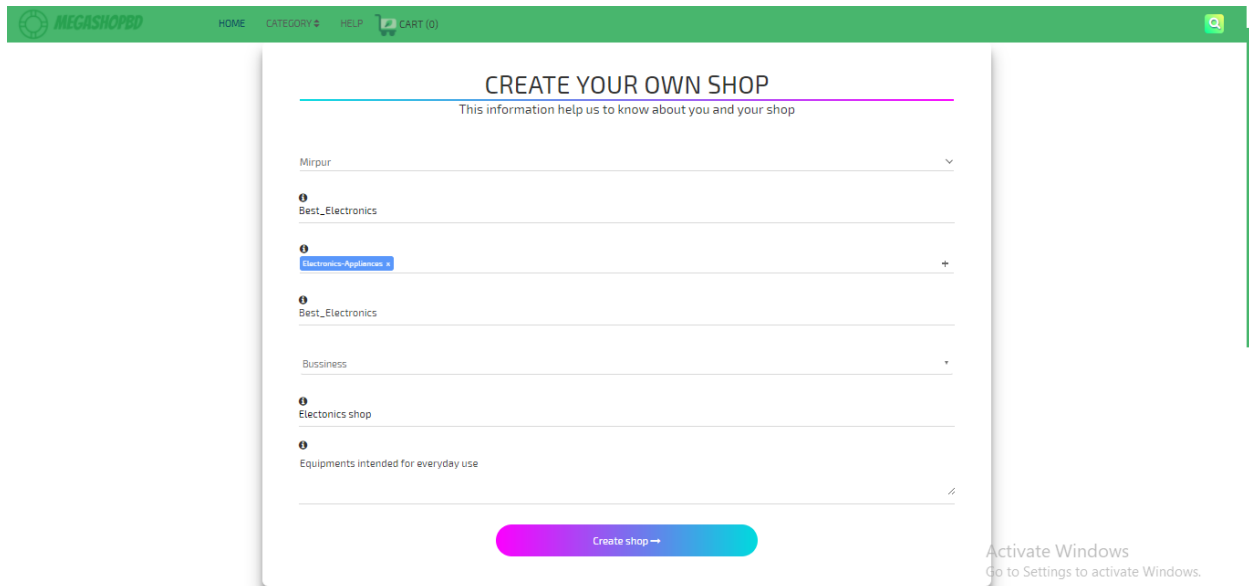 MEGASHOPBD HOME CATEGORY HELP CART (0)
CREATE YOUR OWN SHOP
This information help us to know about you and your shop
Mirpur
Best_Electronics
Electronics-Appliences x
Best_Electronics
Bussiness
Electonics shop
Equipments intended for everyday use
Create shop →
Activate Windows
Go to Settings to activate Windows.